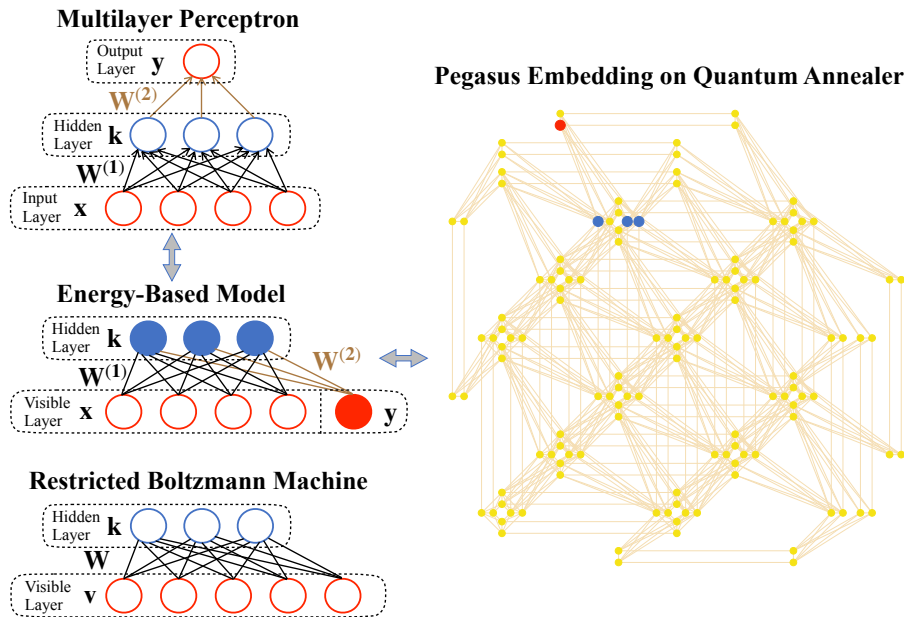 Multilayer Perceptron
Output
Layer
y
W(2)
Hidden
Layer
k
W(1)
Input
Layer
x
Energy-Based Model
Hidden
Layer
k
W(1)
W(2)
Visible
Layer
x
y
Restricted Boltzmann Machine
Hidden
Layer
k
W
Visible
Layer
v
Pegasus Embedding on Quantum Annealer